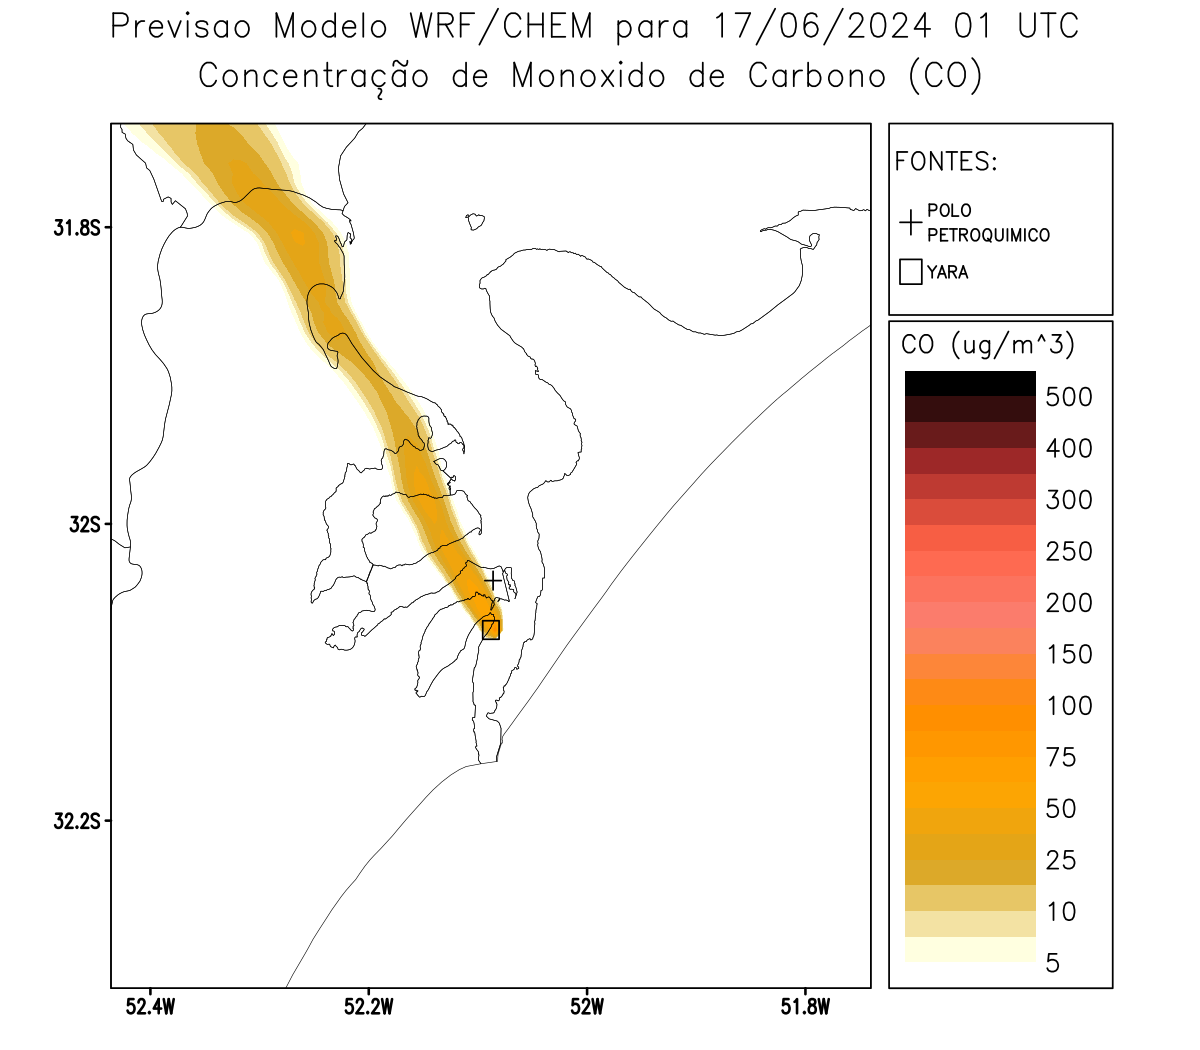 Previsao Modelo WRF/CHEM para 17/06/2024 01 UTC
Concentração de Monoxido de Carbono (CO)
FONTES:
POLO
PETROQUIMICO
YARA
CO (ug/m^3)
500
400
300
250
200
150
100
75
50
25
10
5
31.8S
32S
32.2S
52.4W
52.2W
52W
51.8W